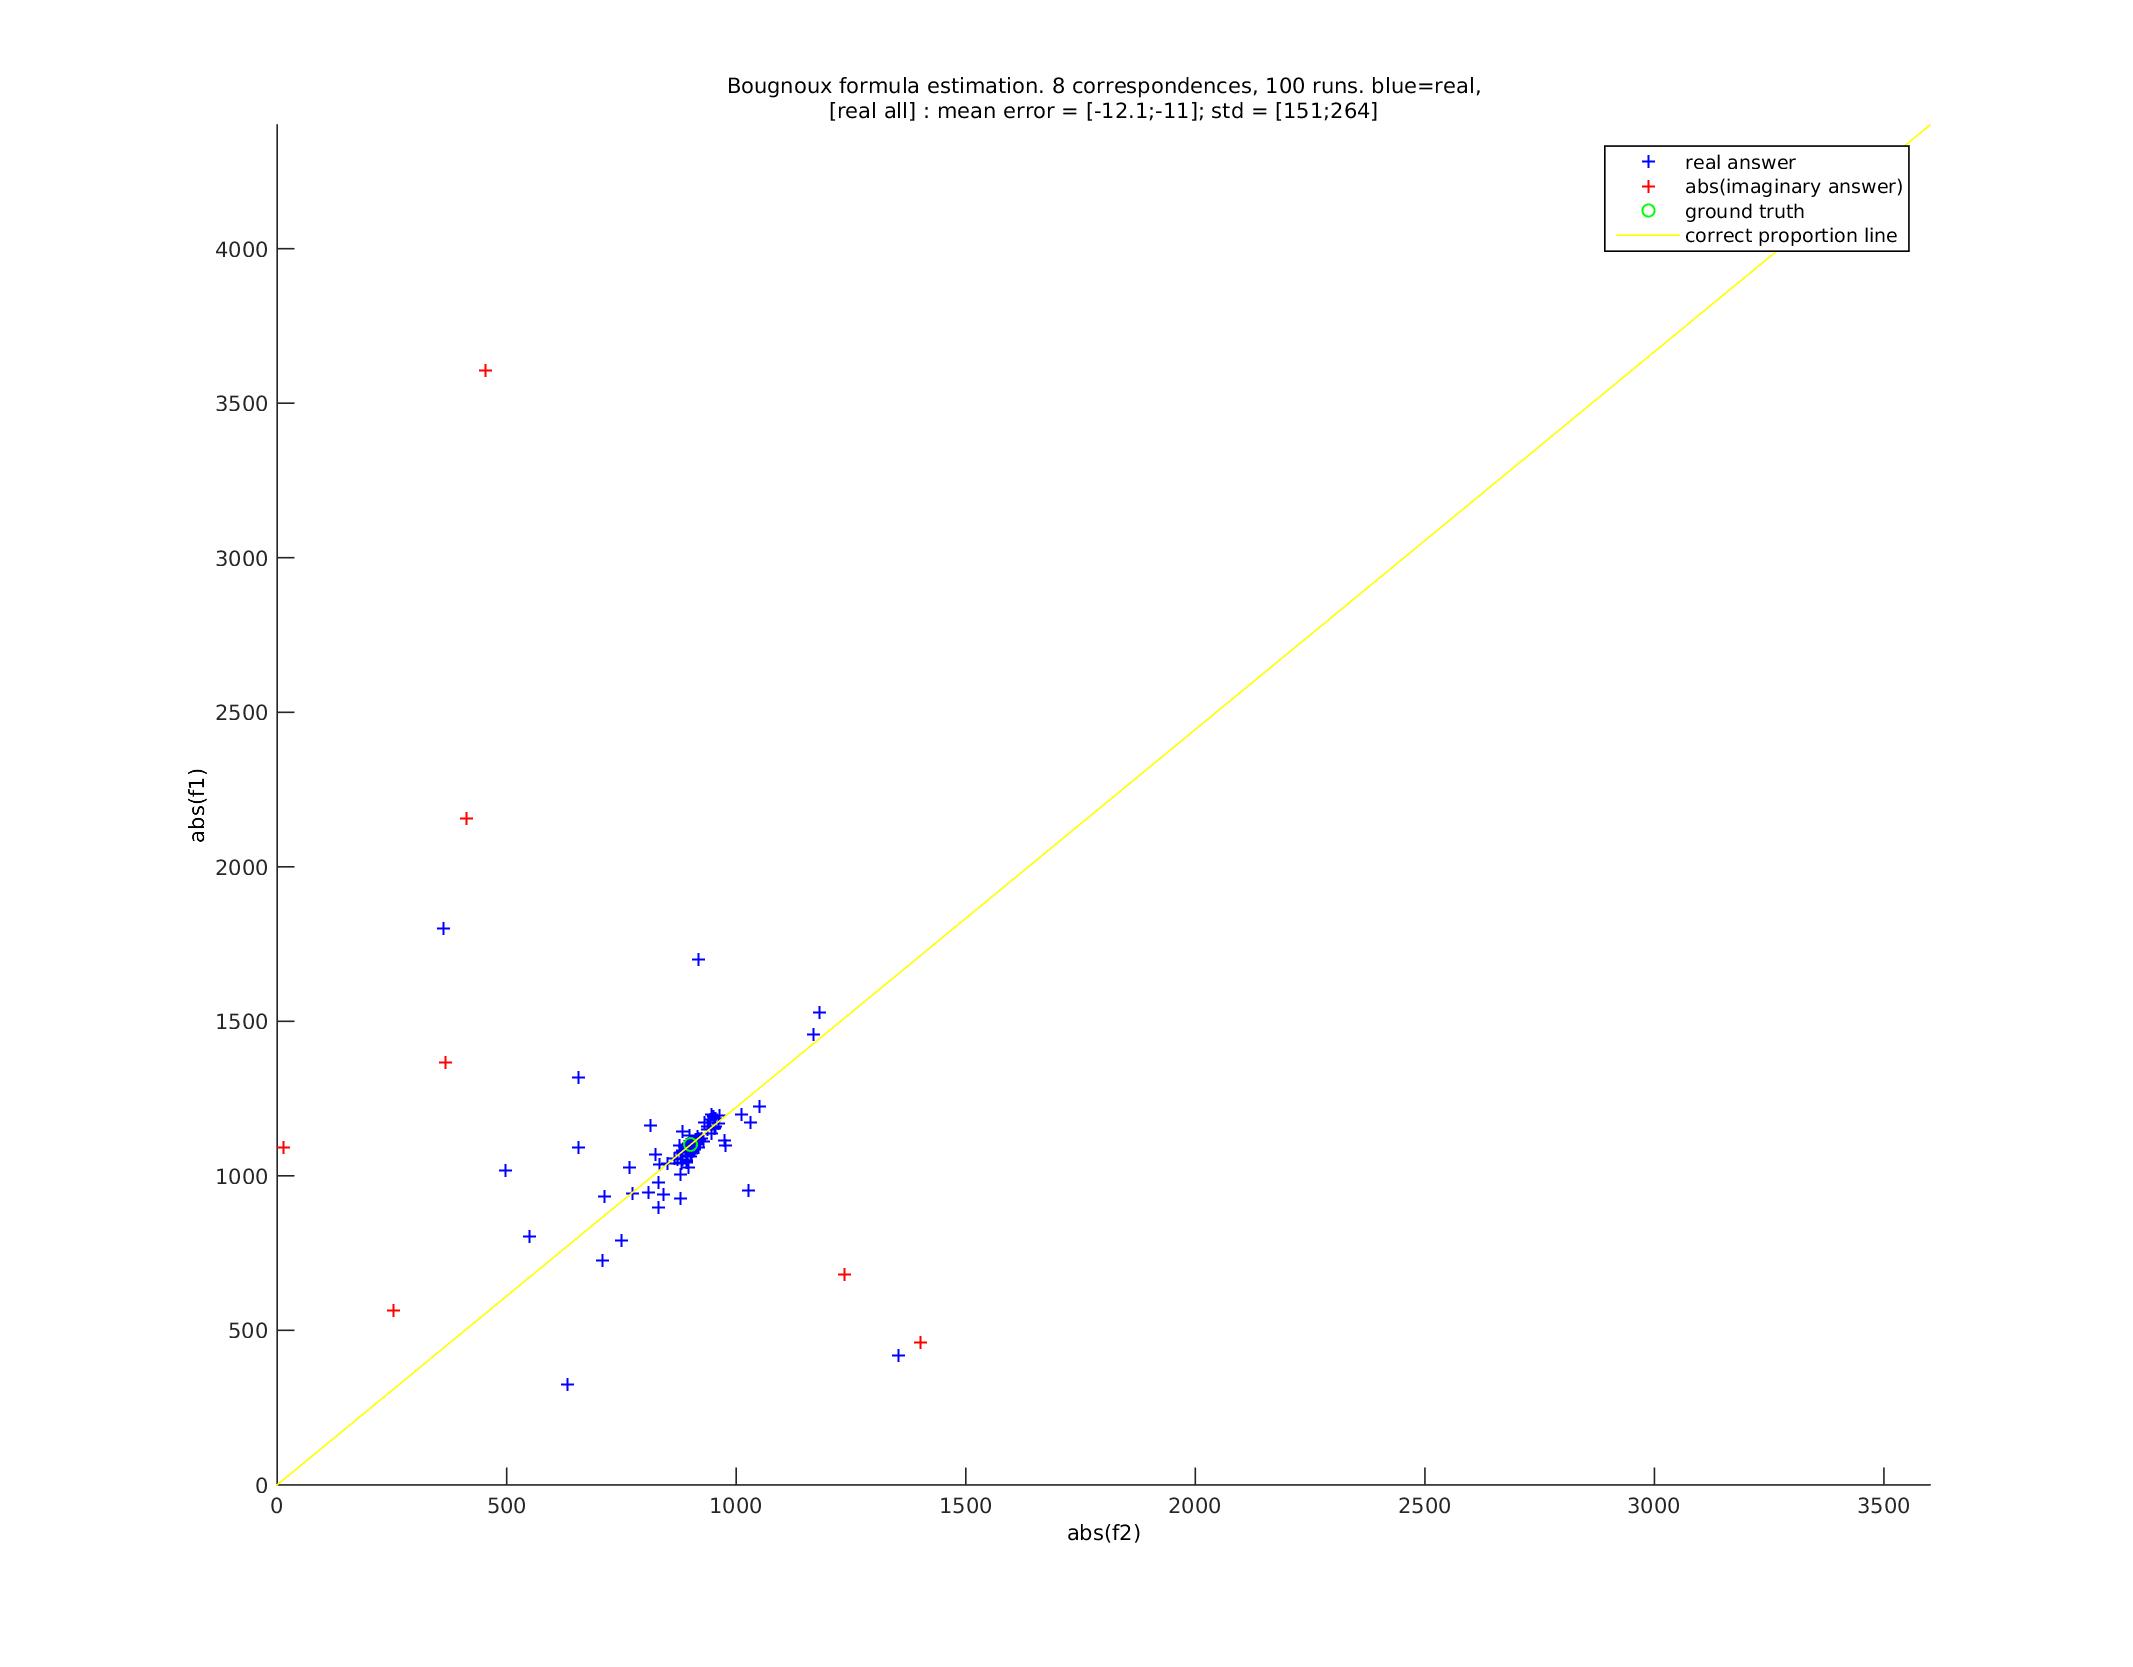 Bougnoux formula estimation. 8 correspondences, 100 runs. blue=real,
[real all] : mean error = [-12.1;-11]; std = [151;264]
real answer
abs(imaginary answer)
ground truth
correct proportion line
4000
3500
3000
2500
2000
1500
1000
500
0
abs(f1)
0 500 1000 1500 2000 2500 3000 3500
abs(f2)